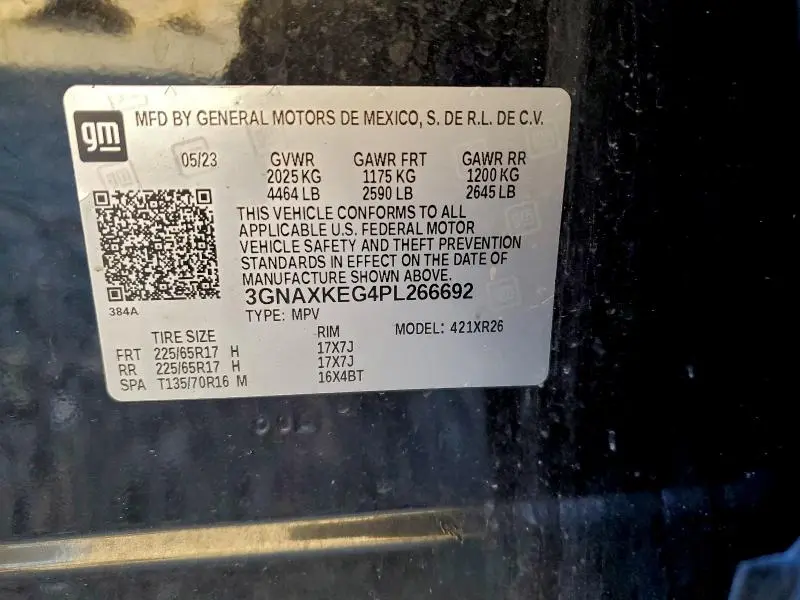 gm
MFD BY GENERAL MOTORS DE MEXICO, S. DE R.L. DE C.V.
05/23 GVWR GAWR FRT GAWR RR
2025 KG 1175 KG 1200 KG
4464 LB 2590 LB 2645 LB
THIS VEHICLE CONFORMS TO ALL
APPLICABLE U.S. FEDERAL MOTOR
VEHICLE SAFETY AND THEFT PREVENTION
STANDARDS IN EFFECT ON THE DATE OF
MANUFACTURE SHOWN ABOVE.
3GNAXKEG4PL266692
384A
TYPE: MPV MODEL: 421XR26
TIRE SIZE RIM
FRT 225/65R17 H 17X7J
RR 225/65R17 H 17X7J
SPA T135/70R16 M 16X4BT